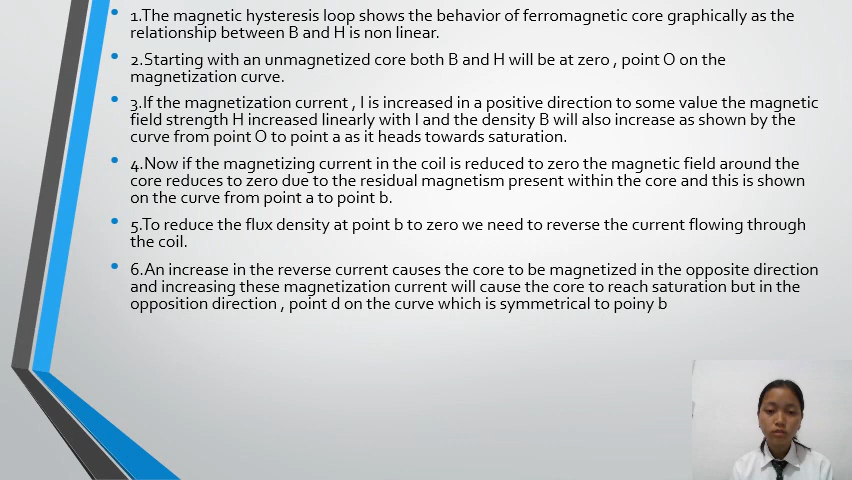 1.The magnetic hysteresis loop shows the behavior of ferromagnetic core graphically as the
relationship between B and H is non linear.
2.Starting with an unmagnetized core both B and H will be at zero , point O on the
magnetization curve.
3.If the magnetization current , I is increased in a positive direction to some value the magnetic
field strength H increased linearly with I and the density B will also increase as shown by the
curve from point O to point a as it heads towards saturation.
4.Now if the magnetizing current in the coil is reduced to zero the magnetic field around the
core reduces to zero due to the residual magnetism present within the core and this is shown
on the curve from point a to point b.
5.To reduce the flux density at point b to zero we need to reverse the current flowing through
the coil.
6.An increase in the reverse current causes the core to be magnetized in the opposite direction
and increasing these magnetization current will cause the core to reach saturation but in the
opposition direction , point d on the curve which is symmetrical to poiny b